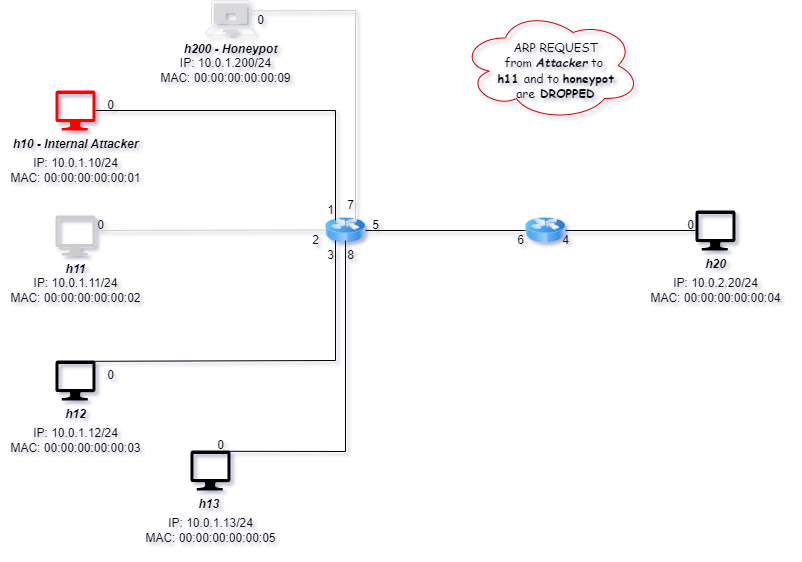 0
h200 - Honeypot
IP: 10.0.1.200/24
MAC: 00:00:00:00:00:09
ARP REQUEST
from Attacker to
h11 and to honeypot
are DROPPED
0
h10 - Internal Attacker
IP: 10.0.1.10/24
MAC: 00:00:00:00:00:01
1
7
0
2
5
3
8
6
4
0
h11
IP: 10.0.1.11/24
MAC: 00:00:00:00:00:02
h20
IP: 10.0.2.20/24
MAC: 00:00:00:00:00:04
0
h12
IP: 10.0.1.12/24
MAC: 00:00:00:00:00:03
0
h13
IP: 10.0.1.13/24
MAC: 00:00:00:00:00:05